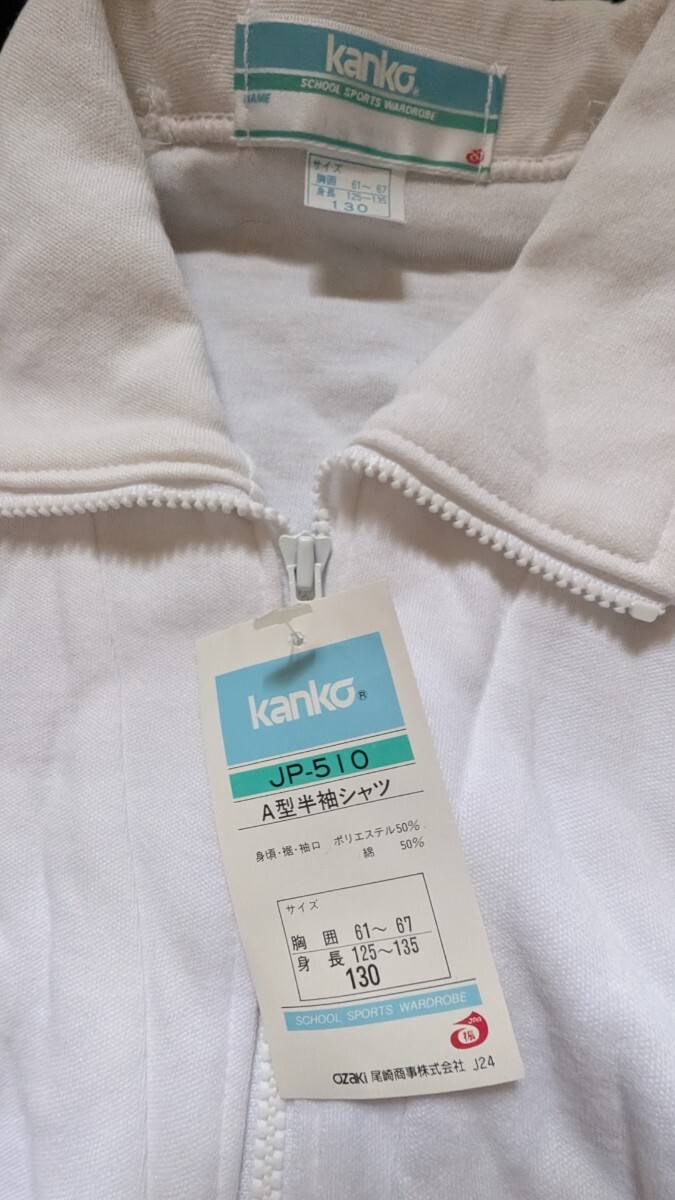 kanko®
SCHOOL SPORTS WARDROBE
NAME
サイズ
胸囲 61〜67
身長 125〜135
130
kanko®
JP-510
A型半袖シャツ
身頃・裾・袖口 ポリエステル50%
綿 50%
サイズ
胸囲 61〜67
身長 125〜135
130
SCHOOL SPORTS WARDROBE
ozaki 尾崎商事株式会社 J24